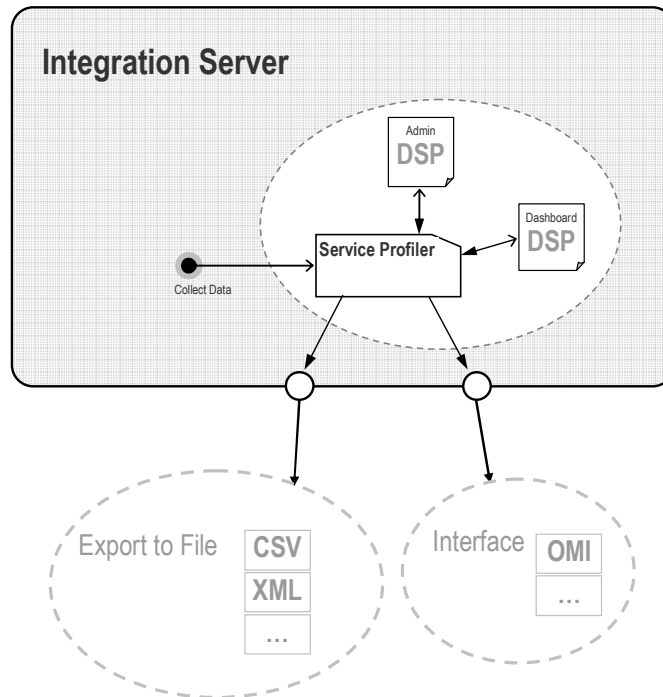 Integration Server
Admin
DSP
Dashboard
DSP
Service Profiler
Collect Data
Export to File
CSV
XML
...
Interface
OMI
...